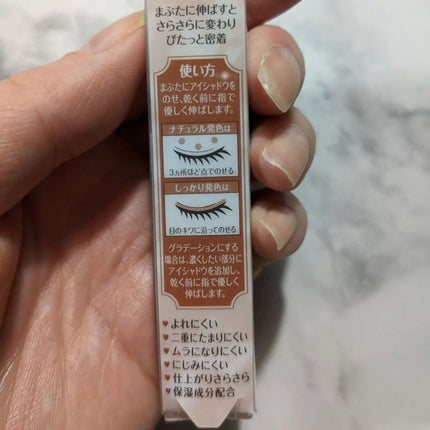 まぶたに伸ばすと
さらさらに変わり
ぴたっと密着
使い方
まぶたにアイシャドウを
のせ、乾く前に指で
優しく伸ばします。
ナチュラル発色は
3ヵ所ほど点でのせる
しっかり発色は
目のキワに沿ってのせる
グラデーションにする
場合は、濃くしたい部分に
アイシャドウを追加し、
乾く前に指で優しく
伸ばします。
♥よれにくい
♥二重にたまりにくい
♥ムラになりにくい
♥にじみにくい
♥仕上がりさらさら
♥保湿成分配合